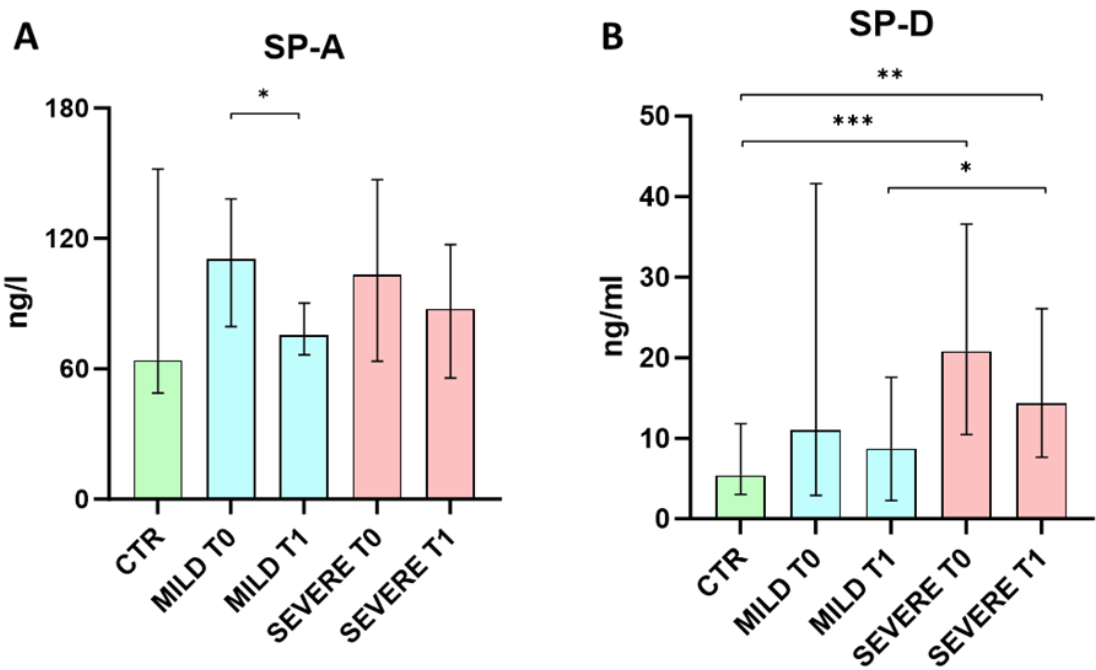 A
SP-A
*
180
120
60
0
ng/l
CTR
MILD T0
MILD T1
SEVERE T0
SEVERE T1
B
SP-D
**
***
*
50
40
30
20
10
0
ng/ml
CTR
MILD T0
MILD T1
SEVERE T0
SEVERE T1